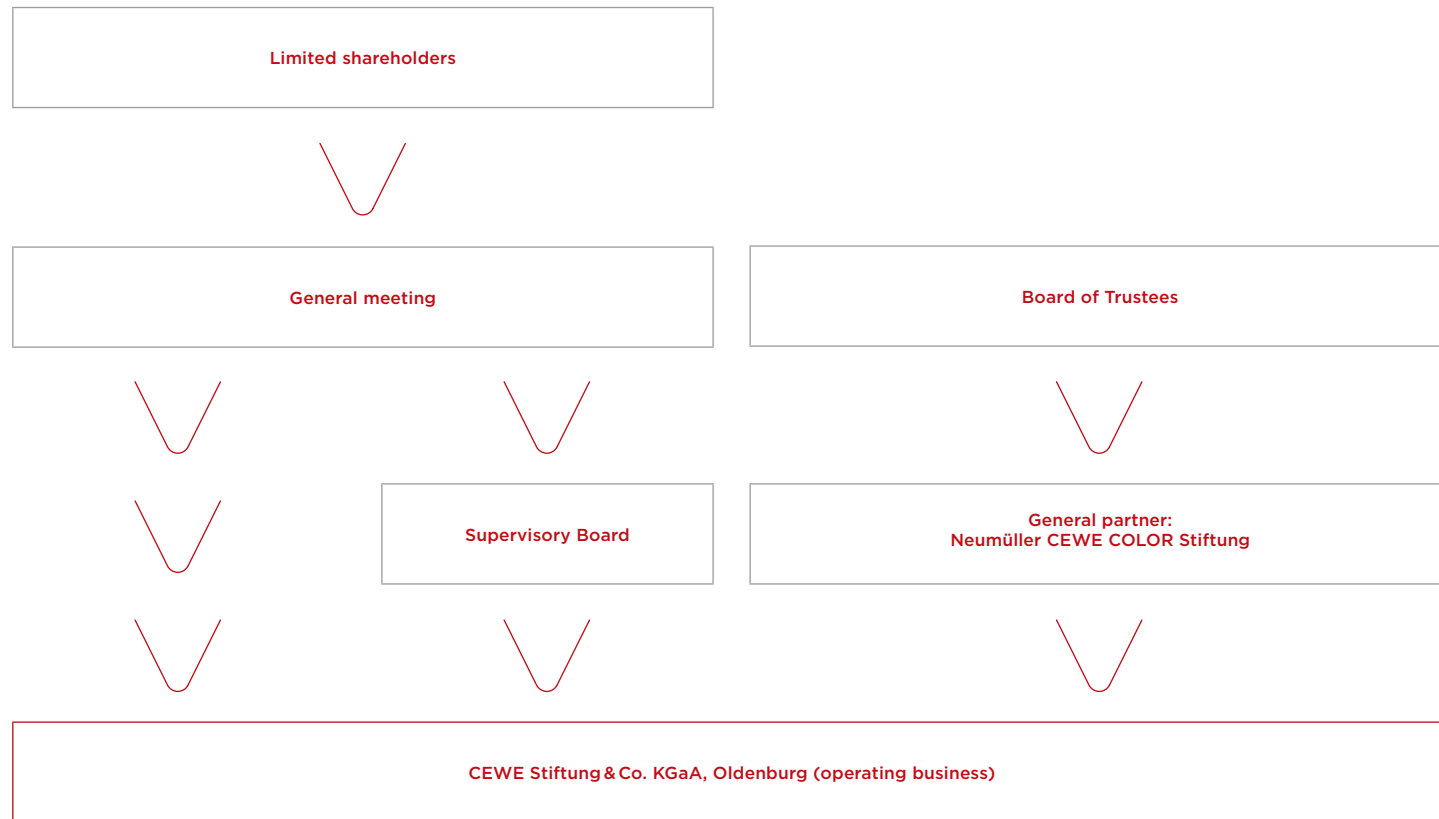 Limited shareholders
General meeting
Board of Trustees
Supervisory Board
General partner:
Neumüller CEWE COLOR Stiftung
CEWE Stiftung & Co. KGaA, Oldenburg (operating business)